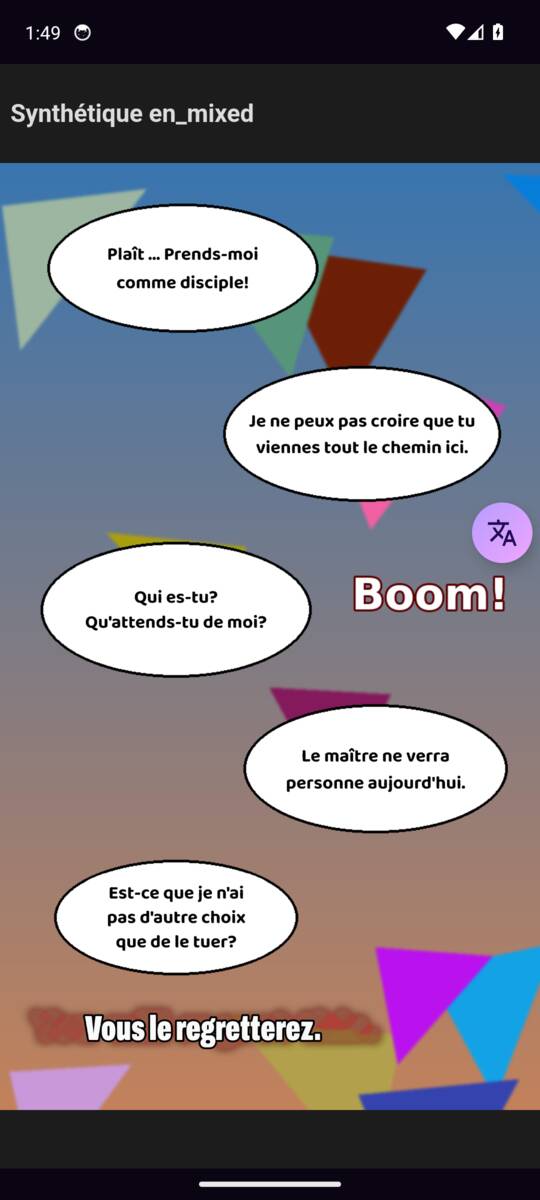 1:49
Synthétique en_mixed
Plaît ... Prends-moi
comme disciple!
Je ne peux pas croire que tu
viennes tout le chemin ici.
Qui es-tu?
Qu'attends-tu de moi?
Boom!
Le maître ne verra
personne aujourd'hui.
Est-ce que je n'ai
pas d'autre choix
que de le tuer?
Vous le regretterez.